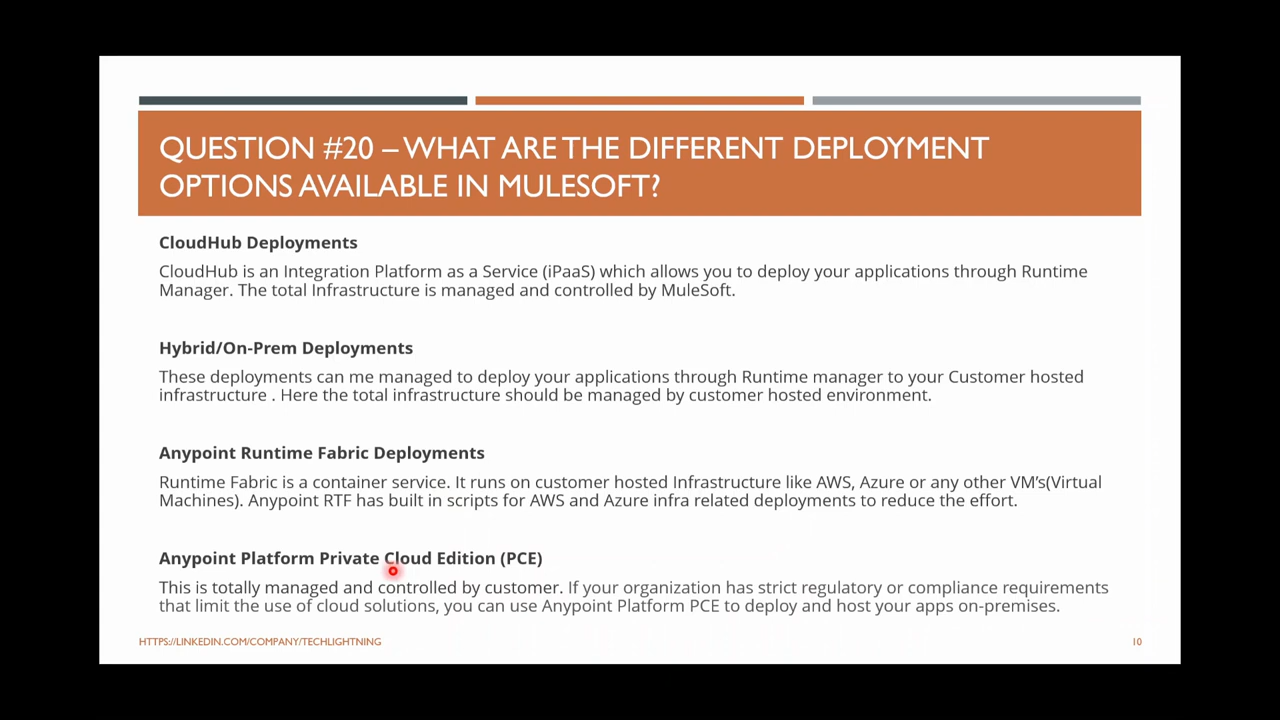 QUESTION #20 – WHAT ARE THE DIFFERENT DEPLOYMENT
OPTIONS AVAILABLE IN MULESOFT?
CloudHub Deployments
CloudHub is an Integration Platform as a Service (iPaaS) which allows you to deploy your applications through Runtime
Manager. The total Infrastructure is managed and controlled by MuleSoft.
Hybrid/On-Prem Deployments
These deployments can me managed to deploy your applications through Runtime manager to your Customer hosted
infrastructure . Here the total infrastructure should be managed by customer hosted environment.
Anypoint Runtime Fabric Deployments
Runtime Fabric is a container service. It runs on customer hosted Infrastructure like AWS, Azure or any other VM’s(Virtual
Machines). Anypoint RTF has built in scripts for AWS and Azure infra related deployments to reduce the effort.
Anypoint Platform Private Cloud Edition (PCE)
This is totally managed and controlled by customer. If your organization has strict regulatory or compliance requirements
that limit the use of cloud solutions, you can use Anypoint Platform PCE to deploy and host your apps on-premises.
HTTPS://LINKEDIN.COM/COMPANY/TECHLIGHTNING
10